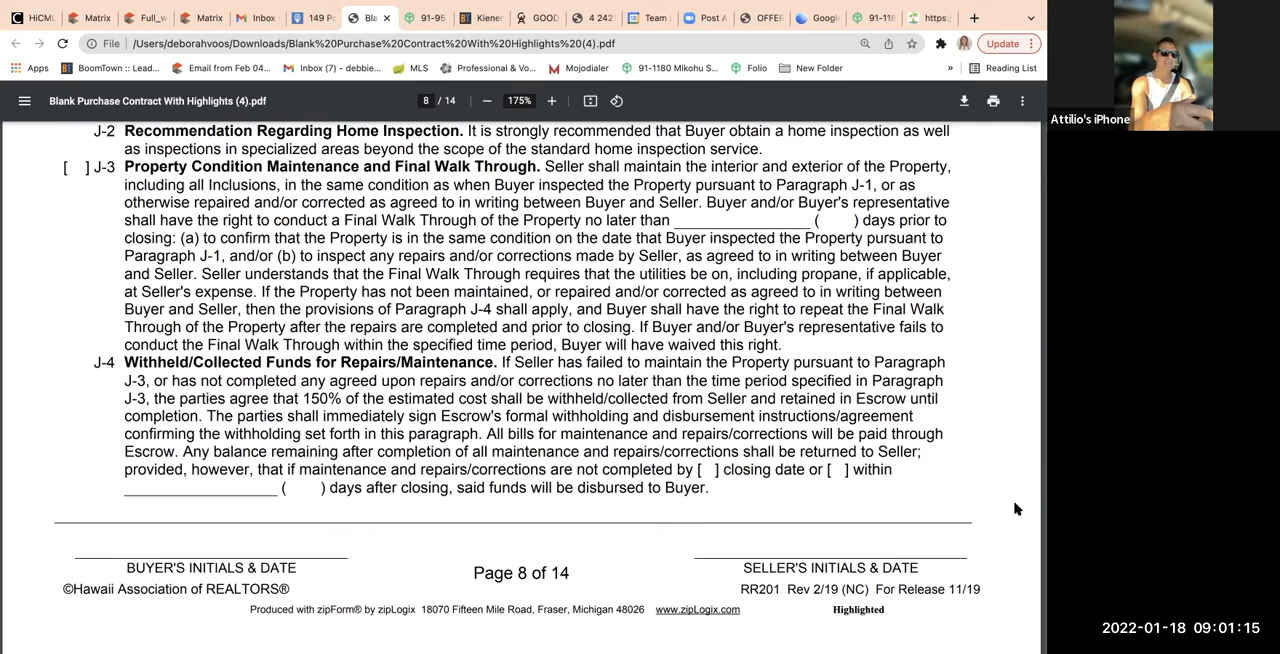 HiCML
Matrix
Full_w
Matrix
Inbox
149 P
Bla
91-95
Kiener
GOOD
4 242
Team
Post A
OFFER
Googl
91-118
https:/
File /Users/deborahvoos/Downloads/Blank%20Purchase%20Contract%20With%20Highlights%20(4).pdf
Update
Apps
BoomTown :: Lead...
Email from Feb 04...
Inbox (7) - debbie...
MLS
Professional & Vo...
Mojodialer
91-1180 Mikohu S...
Folio
New Folder
»
Reading List
Blank Purchase Contract With Highlights (4).pdf
8 / 14
175%
Attilio's iPhone
J-2 Recommendation Regarding Home Inspection. It is strongly recommended that Buyer obtain a home inspection as well
as inspections in specialized areas beyond the scope of the standard home inspection service.
[ ] J-3 Property Condition Maintenance and Final Walk Through. Seller shall maintain the interior and exterior of the Property,
including all Inclusions, in the same condition as when Buyer inspected the Property pursuant to Paragraph J-1, or as
otherwise repaired and/or corrected as agreed to in writing between Buyer and Seller. Buyer and/or Buyer's representative
shall have the right to conduct a Final Walk Through of the Property no later than _______________ ( ) days prior to
closing: (a) to confirm that the Property is in the same condition on the date that Buyer inspected the Property pursuant to
Paragraph J-1, and/or (b) to inspect any repairs and/or corrections made by Seller, as agreed to in writing between Buyer
and Seller. Seller understands that the Final Walk Through requires that the utilities be on, including propane, if applicable,
at Seller's expense. If the Property has not been maintained, or repaired and/or corrected as agreed to in writing between
Buyer and Seller, then the provisions of Paragraph J-4 shall apply, and Buyer shall have the right to repeat the Final Walk
Through of the Property after the repairs are completed and prior to closing. If Buyer and/or Buyer's representative fails to
conduct the Final Walk Through within the specified time period, Buyer will have waived this right.
J-4 Withheld/Collected Funds for Repairs/Maintenance. If Seller has failed to maintain the Property pursuant to Paragraph
J-3, or has not completed any agreed upon repairs and/or corrections no later than the time period specified in Paragraph
J-3, the parties agree that 150% of the estimated cost shall be withheld/collected from Seller and retained in Escrow until
completion. The parties shall immediately sign Escrow's formal withholding and disbursement instructions/agreement
confirming the withholding set forth in this paragraph. All bills for maintenance and repairs/corrections will be paid through
Escrow. Any balance remaining after completion of all maintenance and repairs/corrections shall be returned to Seller;
provided, however, that if maintenance and repairs/corrections are not completed by [ ] closing date or [ ] within
_________________ ( ) days after closing, said funds will be disbursed to Buyer.
BUYER'S INITIALS & DATE
SELLER'S INITIALS & DATE
Page 8 of 14
©Hawaii Association of REALTORS®
RR201 Rev 2/19 (NC) For Release 11/19
Produced with zipForm® by zipLogix 18070 Fifteen Mile Road, Fraser, Michigan 48026 www.zipLogix.com
Highlighted
2022-01-18 09:01:15